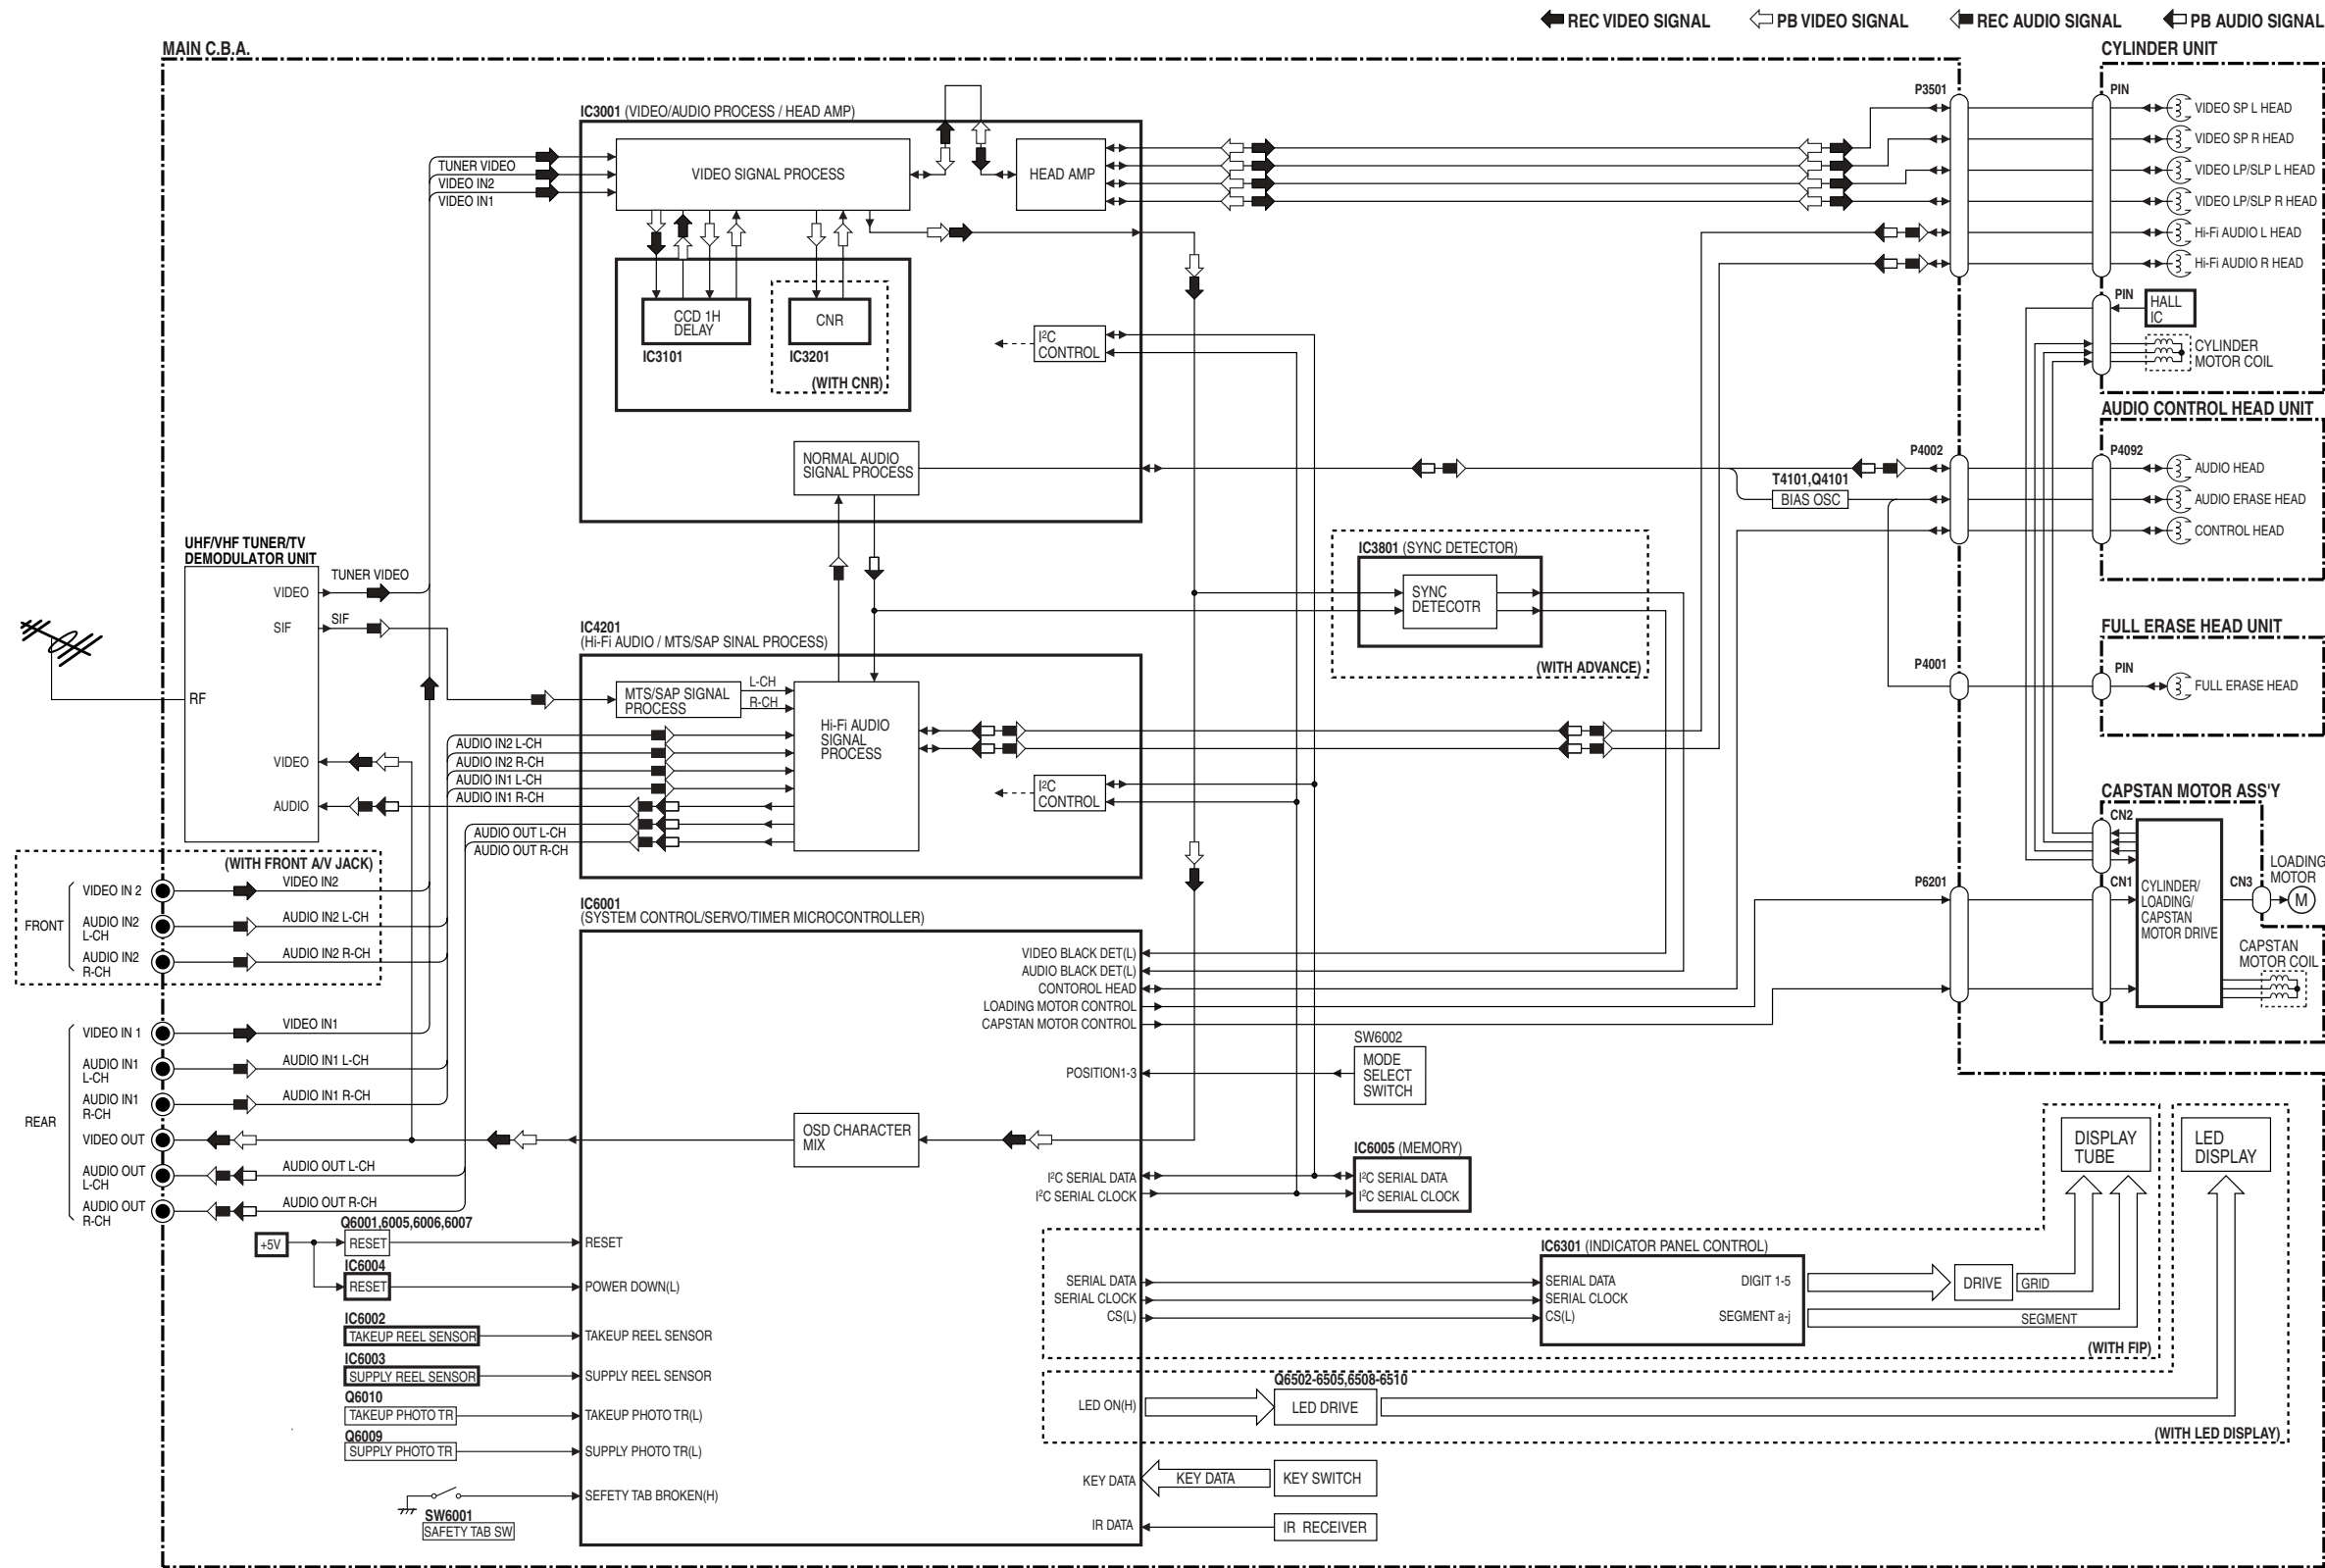 REC VIDEO SIGNAL
PB VIDEO SIGNAL
REC AUDIO SIGNAL
PB AUDIO SIGNAL
MAIN C.B.A.
CYLINDER UNIT
IC3001 (VIDEO/AUDIO PROCESS / HEAD AMP)
P3501
PIN
VIDEO SP L HEAD
VIDEO SP R HEAD
VIDEO LP/SLP L HEAD
VIDEO LP/SLP R HEAD
Hi-Fi AUDIO L HEAD
Hi-Fi AUDIO R HEAD
TUNER VIDEO
VIDEO IN2
VIDEO IN1
VIDEO SIGNAL PROCESS
HEAD AMP
CCD 1H
DELAY
IC3101
CNR
IC3201
(WITH CNR)
I²C
CONTROL
PIN
HALL
IC
CYLINDER
MOTOR COIL
NORMAL AUDIO
SIGNAL PROCESS
AUDIO CONTROL HEAD UNIT
P4002
P4092
AUDIO HEAD
AUDIO ERASE HEAD
CONTROL HEAD
T4101,Q4101
BIAS OSC
UHF/VHF TUNER/TV
DEMODULATOR UNIT
VIDEO
TUNER VIDEO
SIF
SIF
RF
VIDEO
AUDIO
IC3801 (SYNC DETECTOR)
SYNC
DETECOTR
(WITH ADVANCE)
FULL ERASE HEAD UNIT
P4001
PIN
FULL ERASE HEAD
IC4201
(Hi-Fi AUDIO / MTS/SAP SINAL PROCESS)
MTS/SAP SIGNAL
PROCESS
L-CH
R-CH
Hi-Fi AUDIO
SIGNAL
PROCESS
AUDIO IN2 L-CH
AUDIO IN2 R-CH
AUDIO IN1 L-CH
AUDIO IN1 R-CH
AUDIO OUT L-CH
AUDIO OUT R-CH
I²C
CONTROL
CAPSTAN MOTOR ASS'Y
CN2
CN1
CYLINDER/
LOADING/
CAPSTAN
MOTOR DRIVE
CN3
LOADING
MOTOR
M
CAPSTAN
MOTOR COIL
P6201
(WITH FRONT A/V JACK)
FRONT
VIDEO IN 2
VIDEO IN2
AUDIO IN2
L-CH
AUDIO IN2 L-CH
AUDIO IN2
R-CH
AUDIO IN2 R-CH
REAR
VIDEO IN 1
VIDEO IN1
AUDIO IN1
L-CH
AUDIO IN1 L-CH
AUDIO IN1
R-CH
AUDIO IN1 R-CH
VIDEO OUT
AUDIO OUT
L-CH
AUDIO OUT L-CH
AUDIO OUT
R-CH
AUDIO OUT R-CH
IC6001
(SYSTEM CONTROL/SERVO/TIMER MICROCONTROLLER)
VIDEO BLACK DET(L)
AUDIO BLACK DET(L)
CONTOROL HEAD
LOADING MOTOR CONTROL
CAPSTAN MOTOR CONTROL
POSITION1-3
SW6002
MODE
SELECT
SWITCH
OSD CHARACTER
MIX
I²C SERIAL DATA
I²C SERIAL CLOCK
IC6005 (MEMORY)
I²C SERIAL DATA
I²C SERIAL CLOCK
DISPLAY
TUBE
LED
DISPLAY
+5V
Q6001,6005,6006,6007
RESET
RESET
IC6004
RESET
POWER DOWN(L)
IC6002
TAKEUP REEL SENSOR
TAKEUP REEL SENSOR
IC6003
SUPPLY REEL SENSOR
SUPPLY REEL SENSOR
Q6010
TAKEUP PHOTO TR
TAKEUP PHOTO TR(L)
Q6009
SUPPLY PHOTO TR
SUPPLY PHOTO TR(L)
SEFETY TAB BROKEN(H)
SW6001
SAFETY TAB SW
SERIAL DATA
SERIAL CLOCK
CS(L)
IC6301 (INDICATOR PANEL CONTROL)
SERIAL DATA
SERIAL CLOCK
CS(L)
DIGIT 1-5
SEGMENT a-j
DRIVE
GRID
SEGMENT
(WITH FIP)
LED ON(H)
Q6502-6505,6508-6510
LED DRIVE
(WITH LED DISPLAY)
KEY DATA
KEY DATA
KEY SWITCH
IR DATA
IR RECEIVER